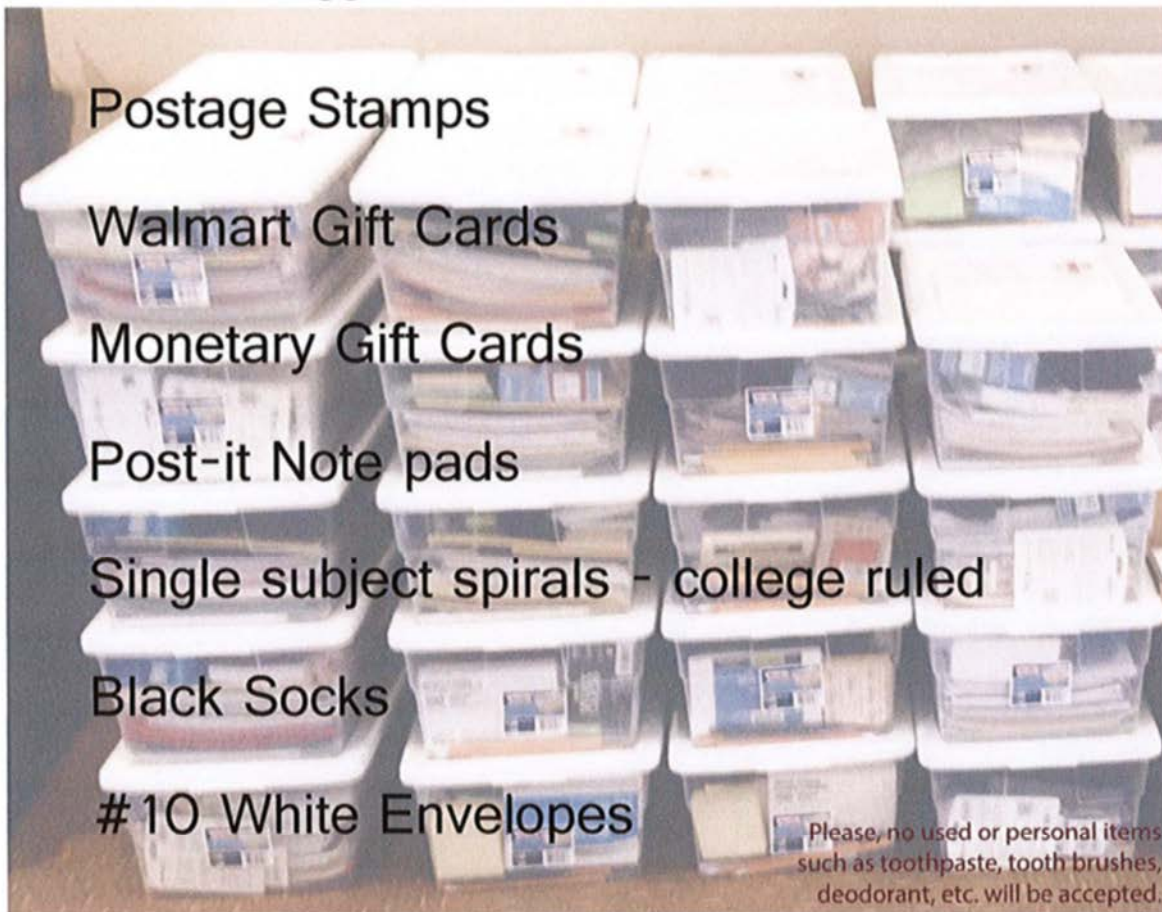 Postage Stamps
Walmart Gift Cards
Monetary Gift Cards
Post-it Note pads
Single subject spirals - college ruled
Black Socks
#10 White Envelopes
Please, no used or personal items
such as toothpaste, tooth brushes,
deodorant, etc. will be accepted.